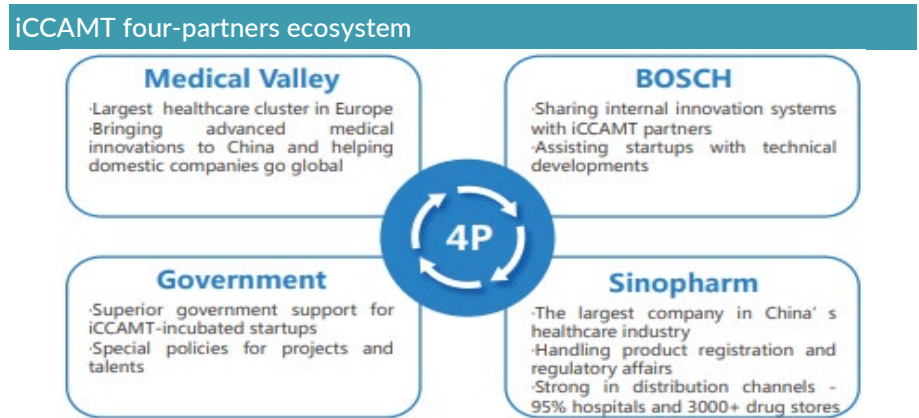 iCCAMT four-partners ecosystem
Medical Valley
·Largest healthcare cluster in Europe
·Bringing advanced medical
innovations to China and helping
domestic companies go global
BOSCH
·Sharing internal innovation systems
with iCCAMT partners
·Assisting startups with technical
developments
4P
Government
·Superior government support for
iCCAMT-incubated startups
·Special policies for projects and
talents
Sinopharm
·The largest company in China' s
healthcare industry
·Handling product registration and
regulatory affairs
·Strong in distribution channels -
95% hospitals and 3000+ drug stores